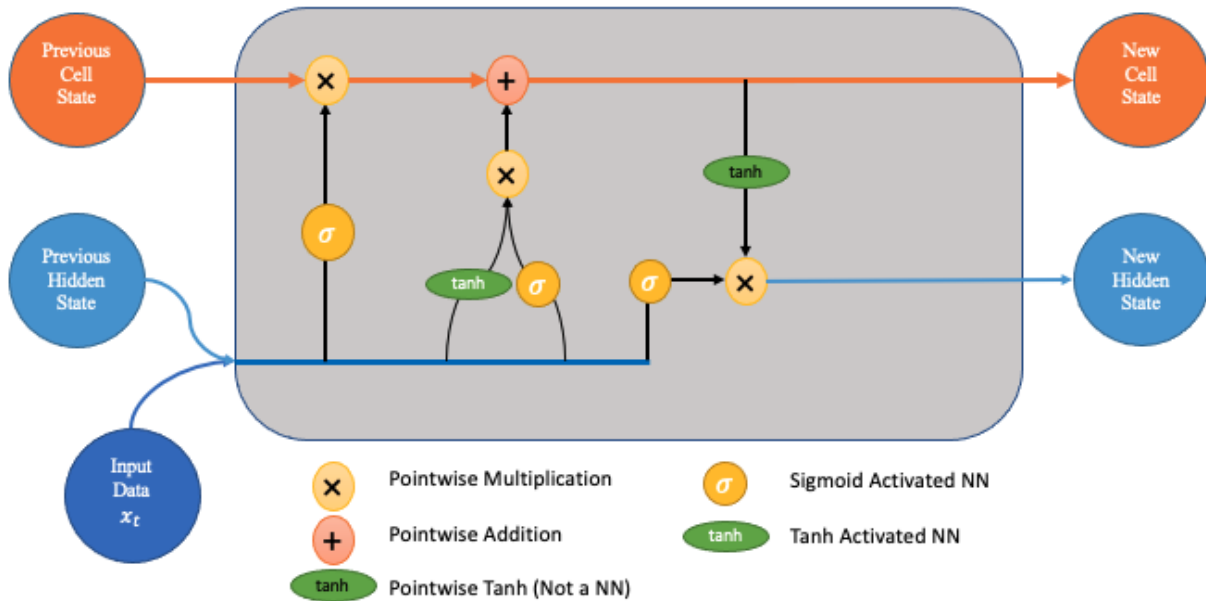 Previous
Cell
State
×
+
New
Cell
State
×
tanh
σ
Previous
Hidden
State
tanh
σ
σ
×
New
Hidden
State
Input
Data
x_t
×
Pointwise Multiplication
σ
Sigmoid Activated NN
+
Pointwise Addition
tanh
Tanh Activated NN
tanh
Pointwise Tanh (Not a NN)